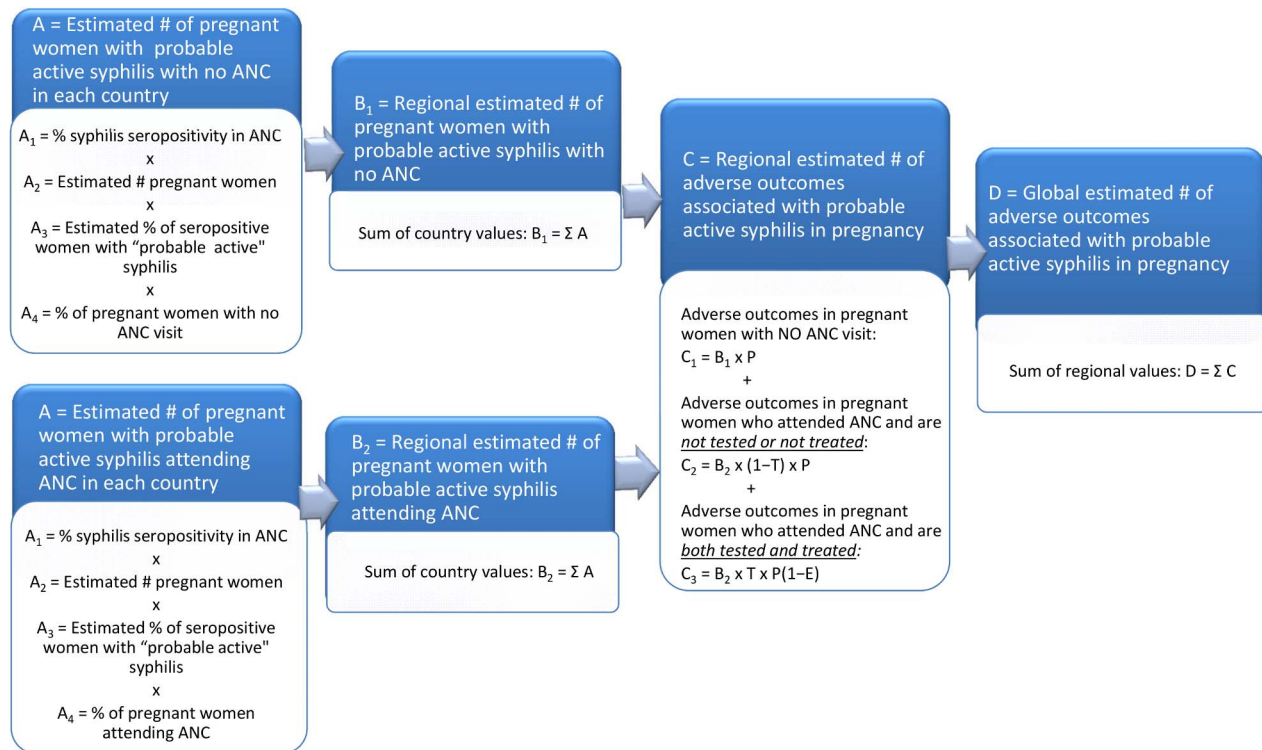 A = Estimated # of pregnant
women with  probable
active syphilis with no ANC
in each country
A₁ = % syphilis seropositivity in ANC
x
A₂ = Estimated # pregnant women
x
A₃ = Estimated % of seropositive
women with “probable  active"
syphilis
x
A₄ = % of pregnant women with no
ANC visit
B₁ = Regional estimated # of
pregnant women with
probable active syphilis with
no ANC
Sum of country values: B₁ = Σ A
A = Estimated # of pregnant
women with probable
active syphilis attending
ANC in each country
A₁ = % syphilis seropositivity in ANC
x
A₂ = Estimated # pregnant women
x
A₃ = Estimated % of seropositive
women with “probable active"
syphilis
x
A₄ = % of pregnant women
attending ANC
B₂ = Regional estimated # of
pregnant women with
probable active syphilis
attending ANC
Sum of country values: B₂ = Σ A
C = Regional estimated # of
adverse outcomes
associated with probable
active syphilis in pregnancy
Adverse outcomes in pregnant
women with NO ANC visit:
C₁ = B₁ x P
+
Adverse outcomes in pregnant
women who attended ANC and are
not tested or not treated:
C₂ = B₂ x (1−T) x P
+
Adverse outcomes in pregnant
women who attended ANC and are
both tested and treated:
C₃ = B₂ x T x P(1−E)
D = Global estimated # of
adverse outcomes
associated with probable
active syphilis in pregnancy
Sum of regional values: D = Σ C